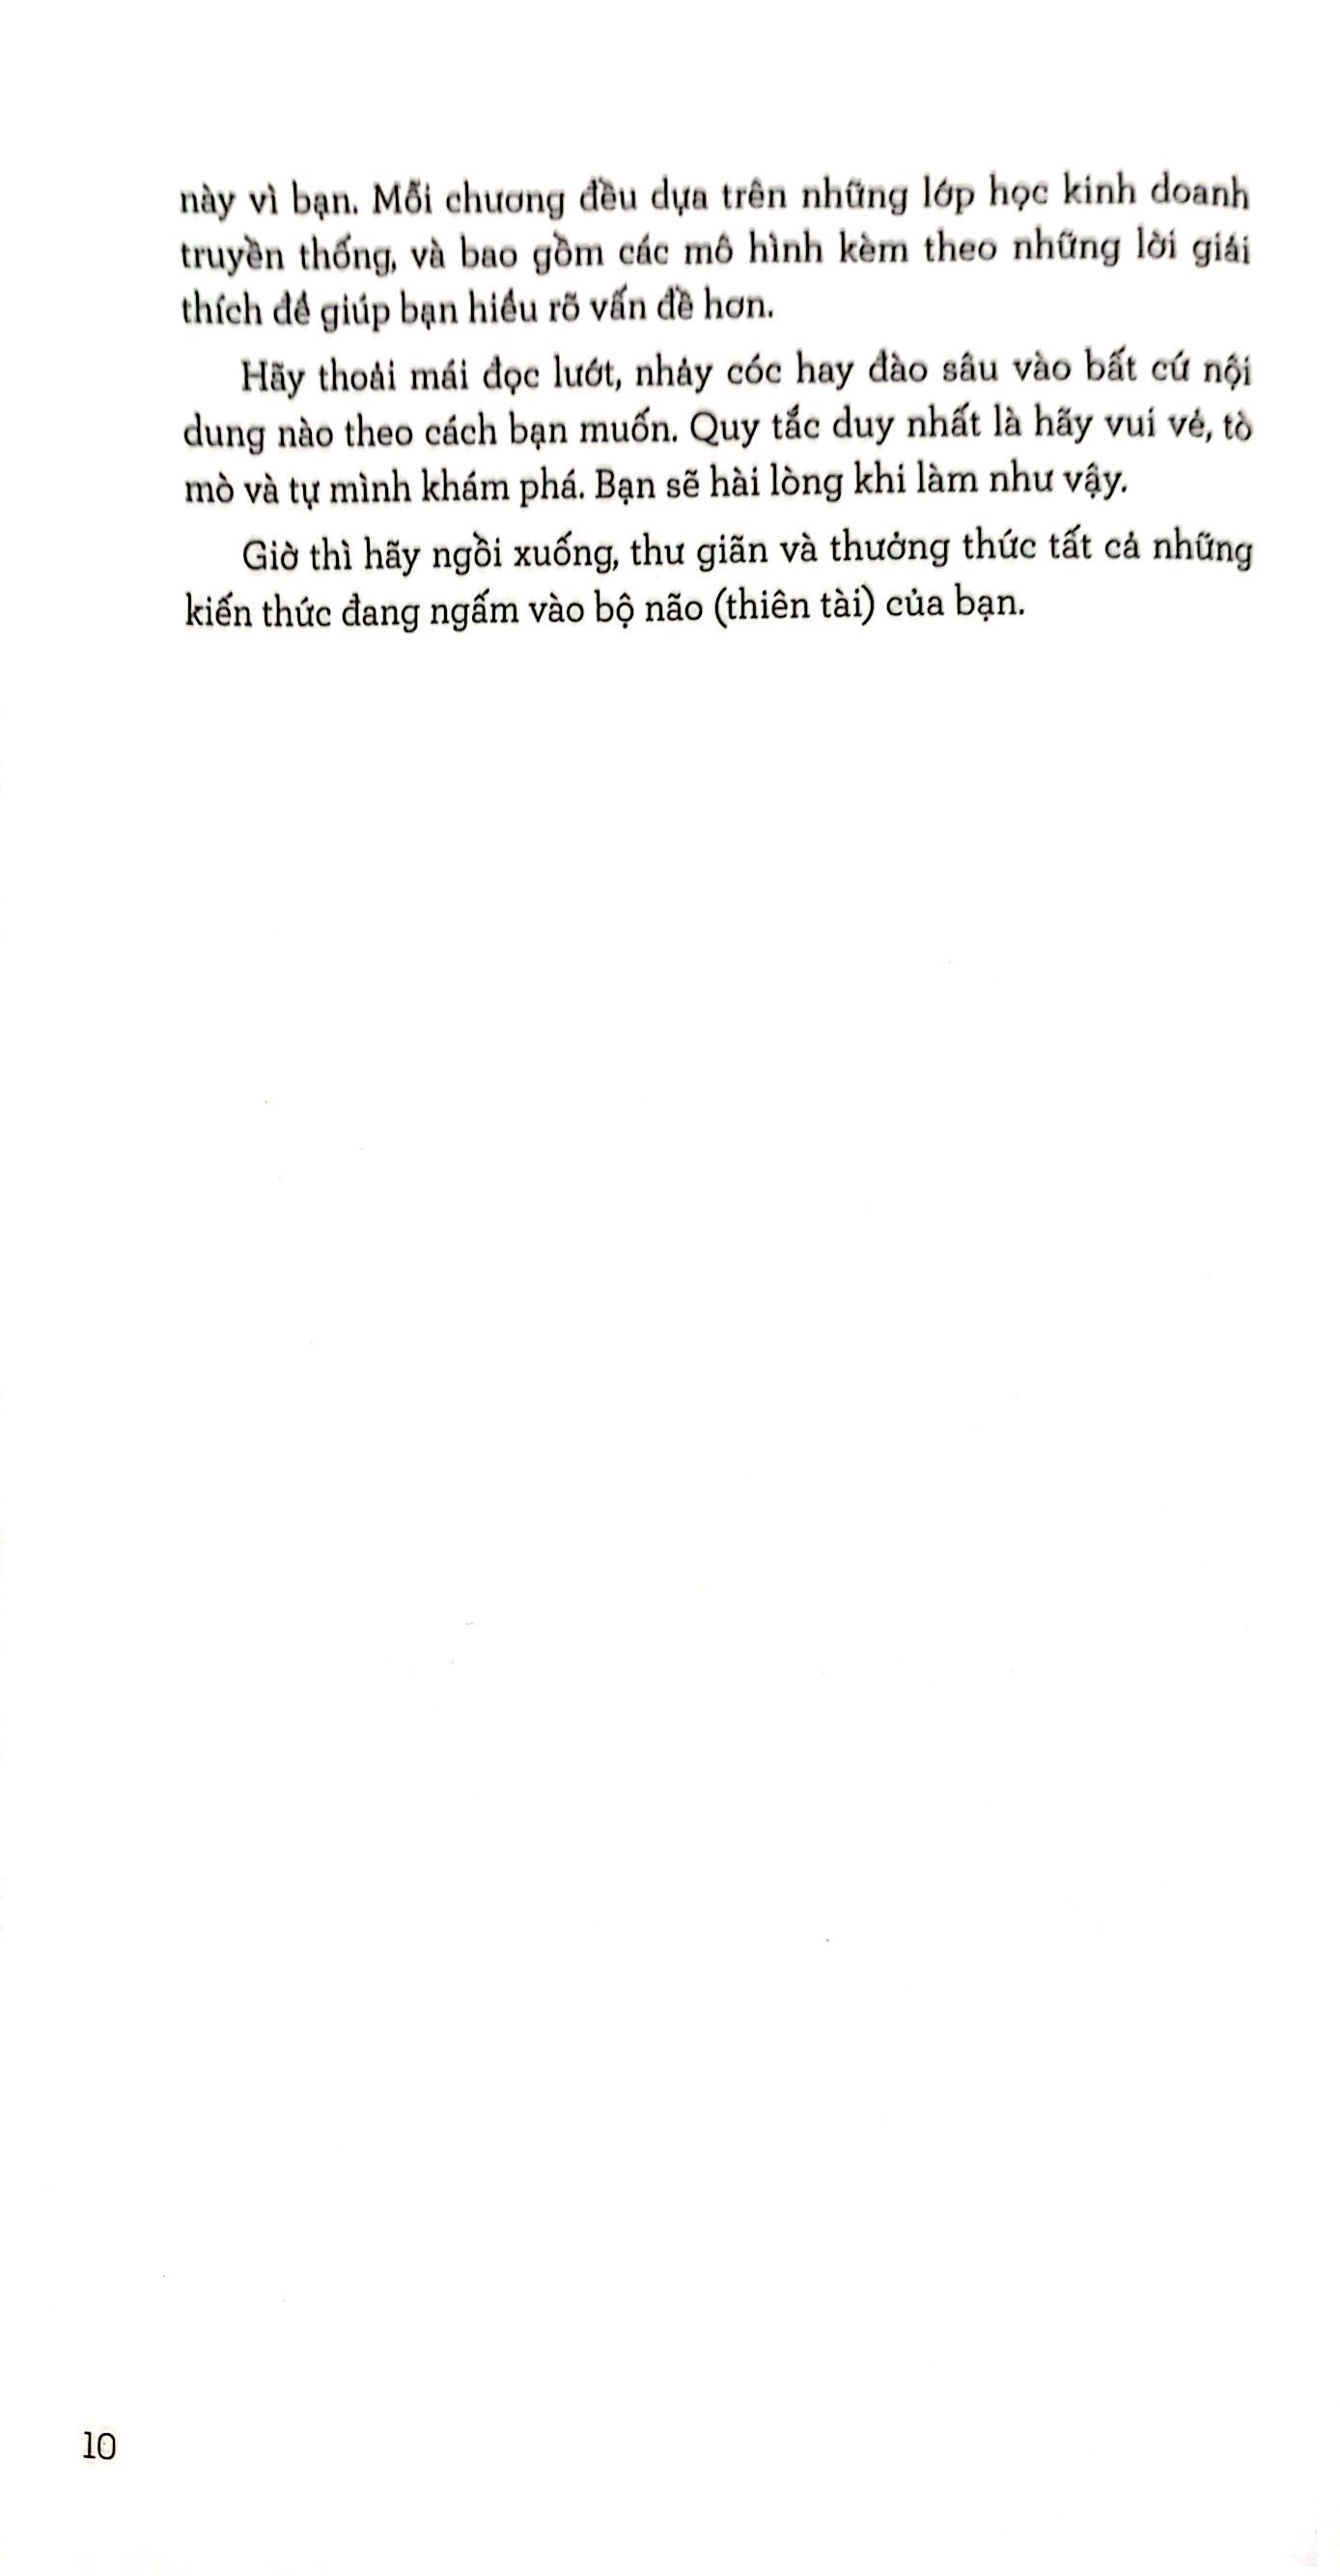 này vì bạn. Mỗi chương đều dựa trên những lớp học kinh doanh
truyền thống, và bao gồm các mô hình kèm theo những lời giải
thích để giúp bạn hiểu rõ vấn đề hơn.
Hãy thoải mái đọc lướt, nhảy cóc hay đào sâu vào bất cứ nội
dung nào theo cách bạn muốn. Quy tắc duy nhất là hãy vui vẻ, tò
mò và tự mình khám phá. Bạn sẽ hài lòng khi làm như vậy.
Giờ thì hãy ngồi xuống, thư giãn và thưởng thức tất cả những
kiến thức đang ngấm vào bộ não (thiên tài) của bạn.
10